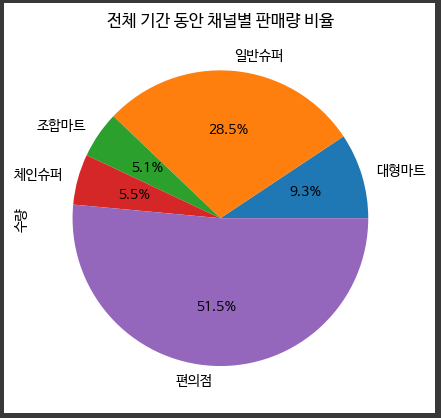 전체 기간 동안 채널별 판매량 비율
일반슈퍼
조합마트
28.5%
체인슈퍼
5.1%
대형마트
5.5%
9.3%
수량
51.5%
편의점